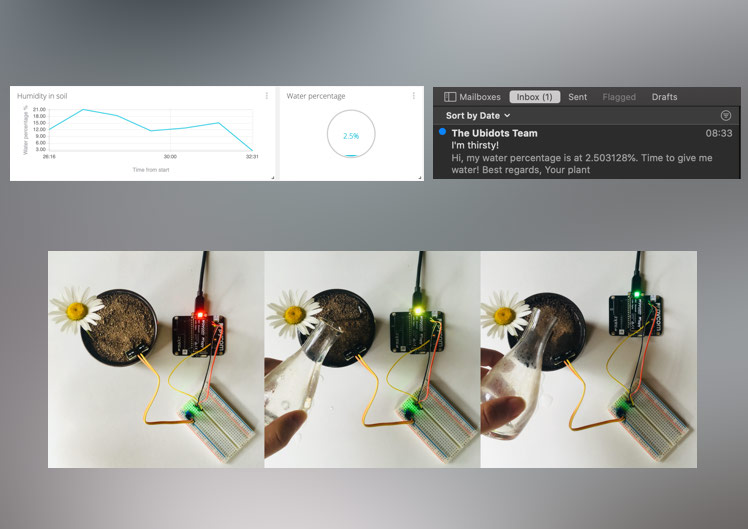 Humidity in soil
Water percentage %
21.00
18.00
15.00
12.00
9.00
6.00
3.00
26:16
30:00
32:31
Time from start
Water percentage
2.5%
Mailboxes
Inbox (1)
Sent
Flagged
Drafts
Sort by Date
The Ubidots Team
08:33
I'm thirsty!
Hi, my water percentage is at 2.503128%. Time to give me
water! Best regards, Your plant